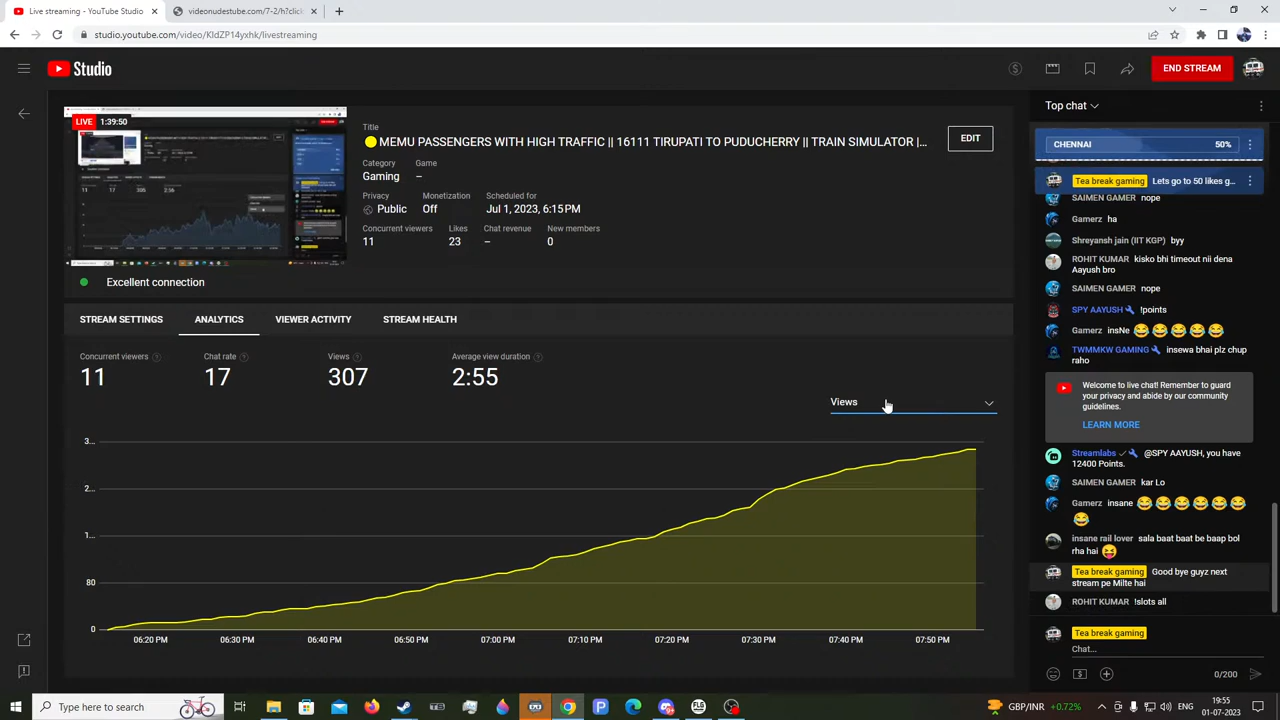 Live streaming - YouTube Studio
videonudestube.com/7-2/h?click
studio.youtube.com/video/KIdZP14yxhk/livestreaming
Studio
END STREAM
LIVE 1:39:50
Title
MEMU PASSENGERS WITH HIGH TRAFFIC || 16111 TIRUPATI TO PUDUCHERRY || TRAIN SIMULATOR |...
EDIT
Category Game
Gaming –
Privacy Monetization Scheduled for
Public Off Jul 1, 2023, 6:15 PM
Concurrent viewers Likes Chat revenue New members
11 23 – 0
Excellent connection
STREAM SETTINGS ANALYTICS VIEWER ACTIVITY STREAM HEALTH
Concurrent viewers Chat rate Views Average view duration
11 17 307 2:55
Views
3...
2...
1...
80
0
06:20 PM 06:30 PM 06:40 PM 06:50 PM 07:00 PM 07:10 PM 07:20 PM 07:30 PM 07:40 PM 07:50 PM
Top chat
CHENNAI 50%
Tea break gaming Lets go to 50 likes g...
SAIMEN GAMER nope
Gamerz ha
Shreyansh jain (IIT KGP) byy
ROHIT KUMAR kisko bhi timeout nii dena
Aayush bro
SAIMEN GAMER nope
SPY AAYUSH !points
Gamerz insNe 😂😂😂😂😂
TWMMKW GAMING insewa bhai plz chup
raho
Welcome to live chat! Remember to guard
your privacy and abide by our community
guidelines.
LEARN MORE
Streamlabs @SPY AAYUSH, you have
12400 Points.
SAIMEN GAMER kar Lo
Gamerz insane 😂😂😂😂😂😂
😂
insane rail lover sala baat baat be baap bol
rha hai 😝
Tea break gaming Good bye guyz next
stream pe Milte hai
ROHIT KUMAR !slots all
Tea break gaming
Chat...
0/200
Type here to search
GBP/INR +0.72%
19:55
01-07-2023